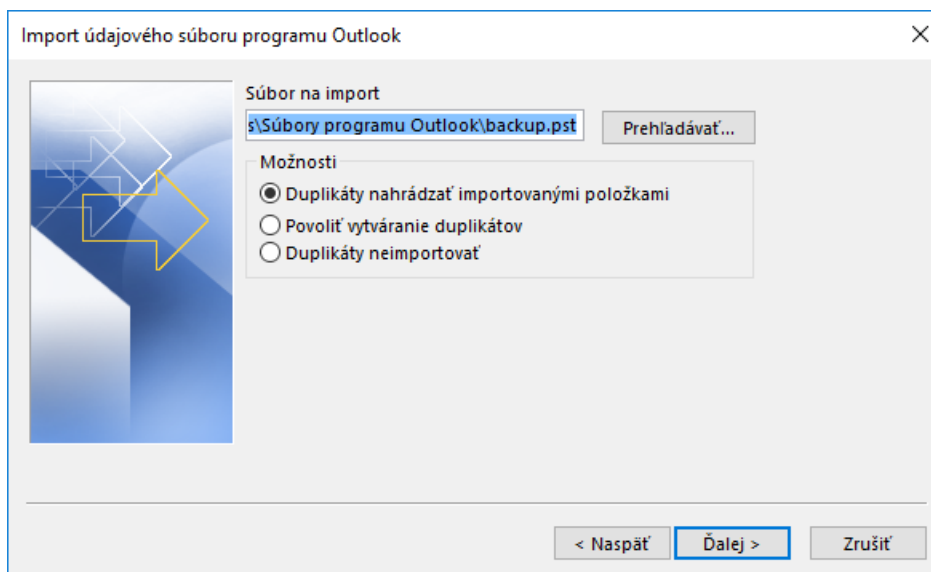 Import údajového súboru programu Outlook
Súbor na import
s\Súbory programu Outlook\backup.pst
Prehľadávať...
Možnosti
Duplikáty nahrádzať importovanými položkami
Povoliť vytváranie duplikátov
Duplikáty neimportovať
< Naspäť
Ďalej >
Zrušiť